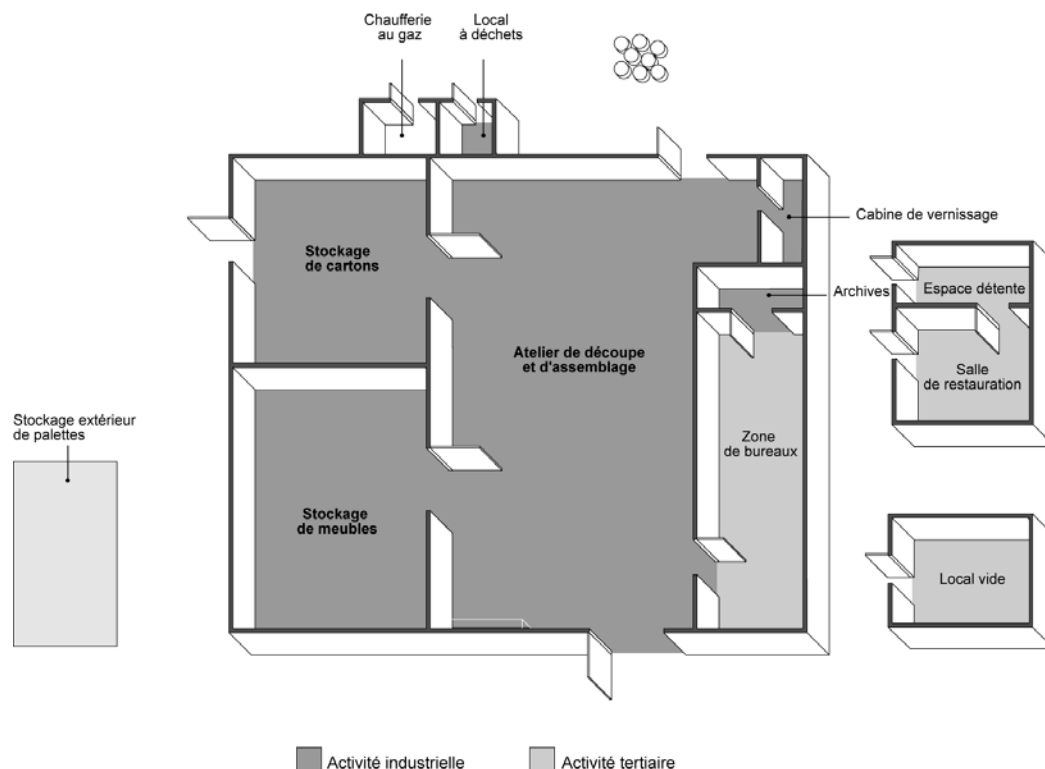 Chaufferie
au gaz
Local
à déchets
Cabine de vernissage
Stockage
de cartons
Archives
Espace détente
Atelier de découpe
et d'assemblage
Salle
de restauration
Stockage extérieur
de palettes
Zone
de bureaux
Stockage
de meubles
Local vide
Activité industrielle
Activité tertiaire